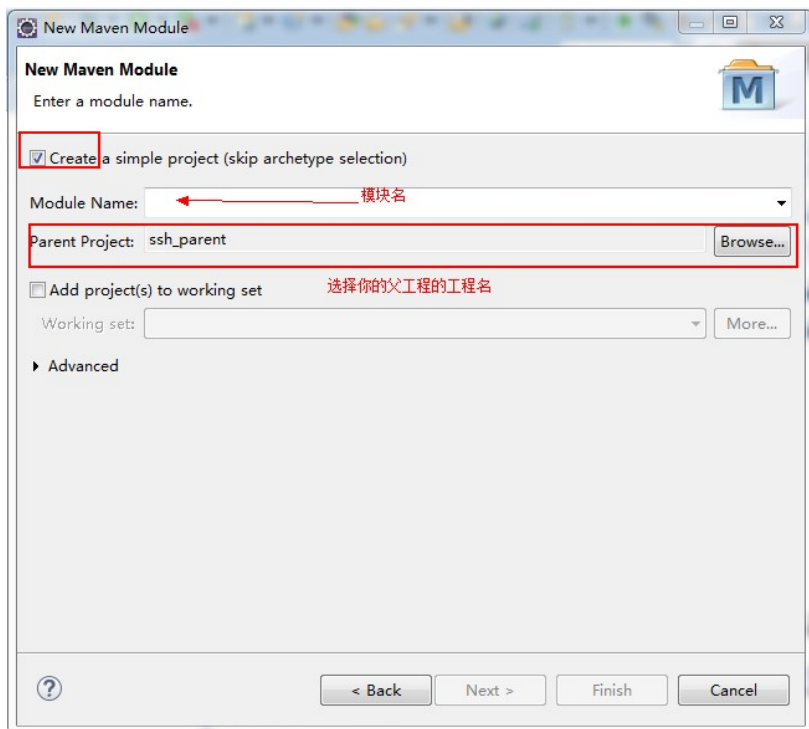 New Maven Module
New Maven Module
Enter a module name.
M
Create a simple project (skip archetype selection)
Module Name:
模块名
Parent Project: ssh_parent Browse...
Add project(s) to working set
选择你的父工程的工程名
Working set: More...
Advanced
? < Back Next > Finish Cancel